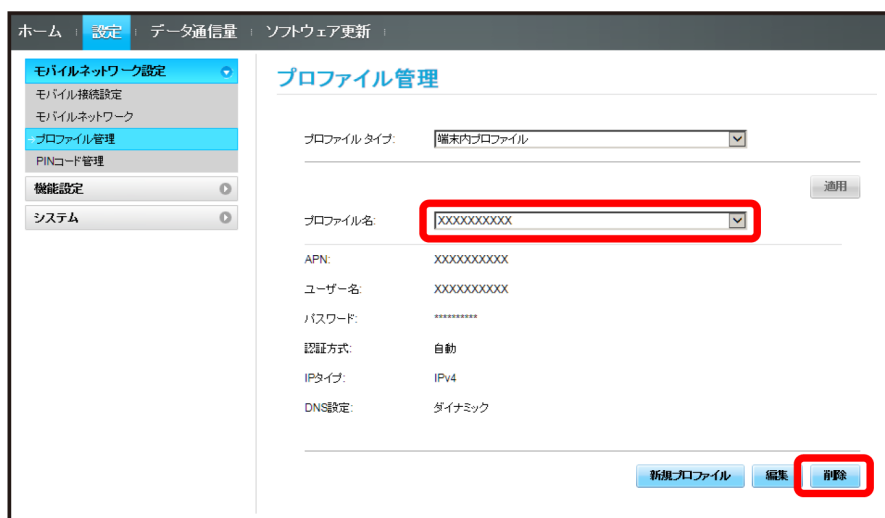 ホーム 設定 データ通信量 ソフトウェア更新
モバイルネットワーク設定
モバイル接続設定
モバイルネットワーク
プロファイル管理
PINコード管理
機能設定
システム
プロファイル管理
プロファイル タイプ: 端末内プロファイル
適用
プロファイル名: XXXXXXXXXX
APN: XXXXXXXXXX
ユーザー名: XXXXXXXXXX
パスワード: **********
認証方式: 自動
IPタイプ: IPv4
DNS設定: ダイナミック
新規プロファイル 編集 削除